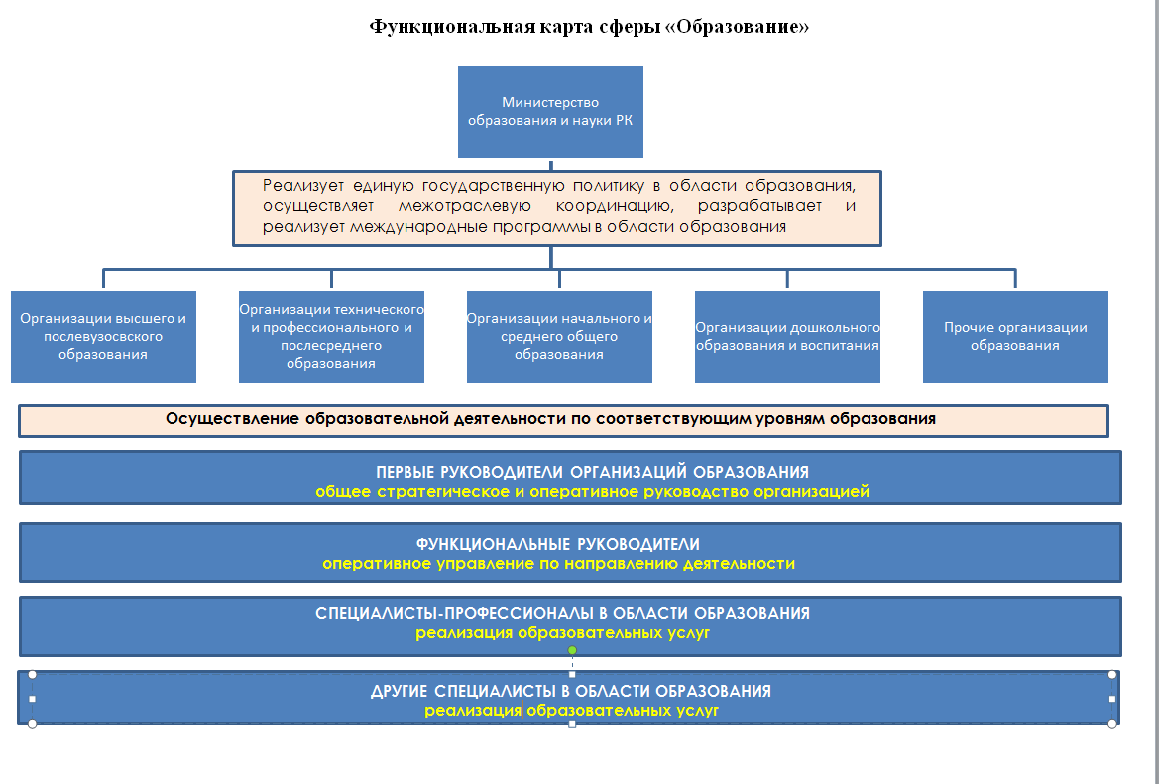 Функциональная карта сферы «Образование»
Министерство
образования и науки РК
Реализует единую государственную политику в области образования,
осуществляет межотраслевую координацию, разрабатывает и
реализует международные программы в области образования
Организации высшего и
послевузовского
образования
Организации технического
и профессионального и
послесреднего
образования
Организации начального и
среднего общего
образования
Организации дошкольного
образования и воспитания
Прочие организации
образования
Осуществление образовательной деятельности по соответствующим уровням образования
ПЕРВЫЕ РУКОВОДИТЕЛИ ОРГАНИЗАЦИЙ ОБРАЗОВАНИЯ
общее стратегическое и оперативное руководство организацией
ФУНКЦИОНАЛЬНЫЕ РУКОВОДИТЕЛИ
оперативное управление по направлению деятельности
СПЕЦИАЛИСТЫ-ПРОФЕССИОНАЛЫ В ОБЛАСТИ ОБРАЗОВАНИЯ
реализация образовательных услуг
ДРУГИЕ СПЕЦИАЛИСТЫ В ОБЛАСТИ ОБРАЗОВАНИЯ
реализация образовательных услуг